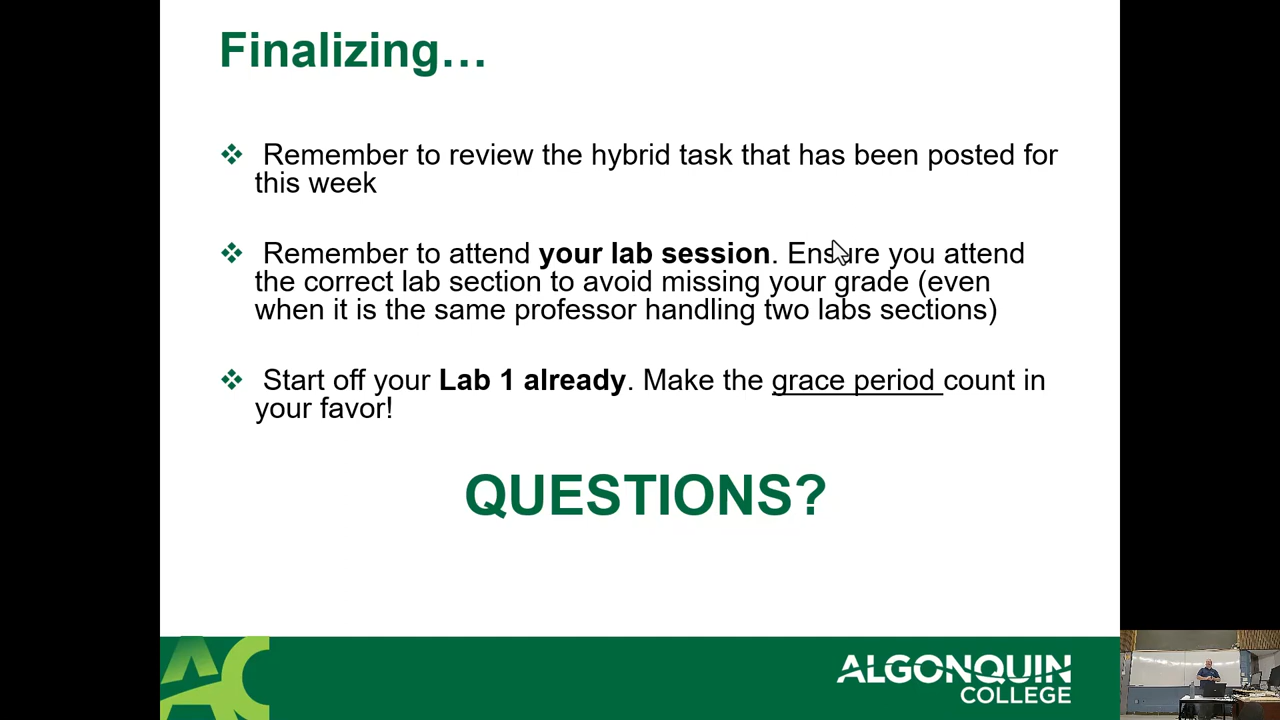 Finalizing…
Remember to review the hybrid task that has been posted for
this week
Remember to attend your lab session. Ensure you attend
the correct lab section to avoid missing your grade (even
when it is the same professor handling two labs sections)
Start off your Lab 1 already. Make the grace period count in
your favor!
QUESTIONS?
AC
ALGONQUIN
COLLEGE